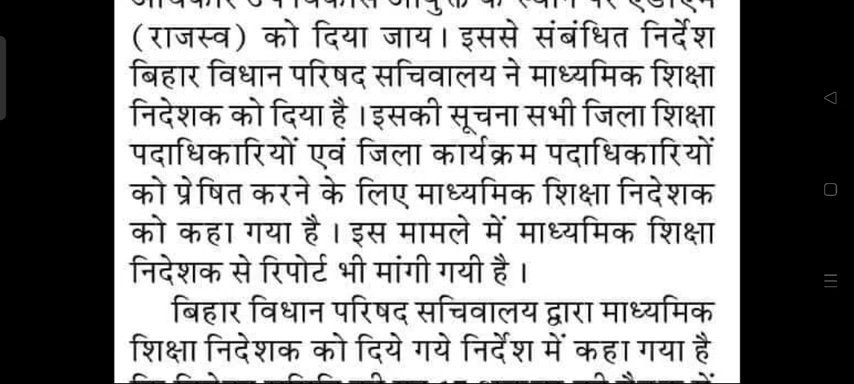 (राजस्व) को दिया जाय। इससे संबंधित निर्देश
बिहार विधान परिषद सचिवालय ने माध्यमिक शिक्षा
निदेशक को दिया है ।इसकी सूचना सभी जिला शिक्षा
पदाधिकारियों एवं जिला कार्यक्रम पदाधिकारियों
को प्रेषित करने के लिए माध्यमिक शिक्षा निदेशक
को कहा गया है । इस मामले में माध्यमिक शिक्षा
निदेशक से रिपोर्ट भी मांगी गयी है ।
बिहार विधान परिषद सचिवालय द्वारा माध्यमिक
शिक्षा निदेशक को दिये गये निर्देश में कहा गया है